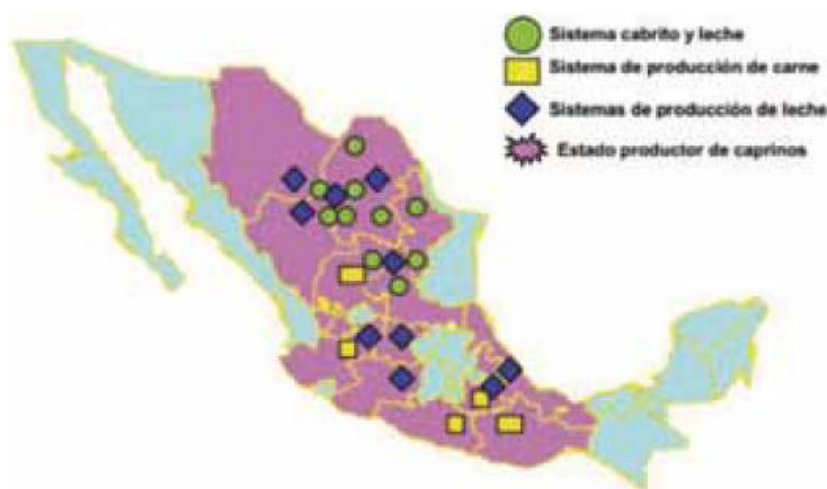 Sistema cabrito y leche
Sistema de producción de carne
Sistemas de producción de leche
Estado productor de caprinos